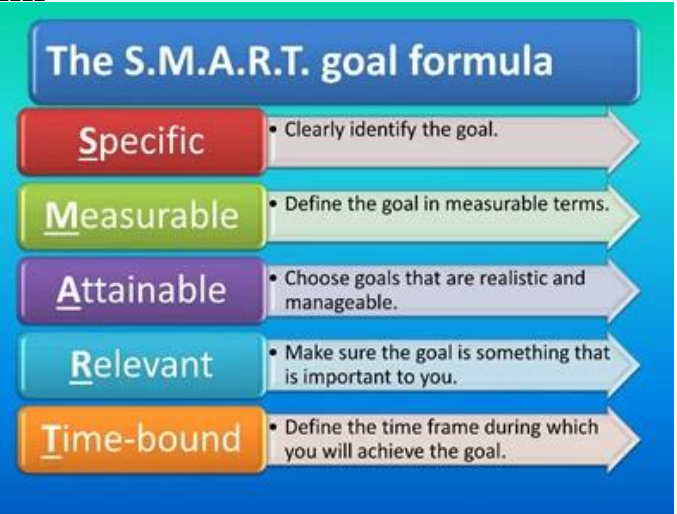 The S.M.A.R.T. goal formula
Specific
• Clearly identify the goal.
Measurable
• Define the goal in measurable terms.
Attainable
• Choose goals that are realistic and
manageable.
Relevant
• Make sure the goal is something that
is important to you.
Time-bound
• Define the time frame during which
you will achieve the goal.